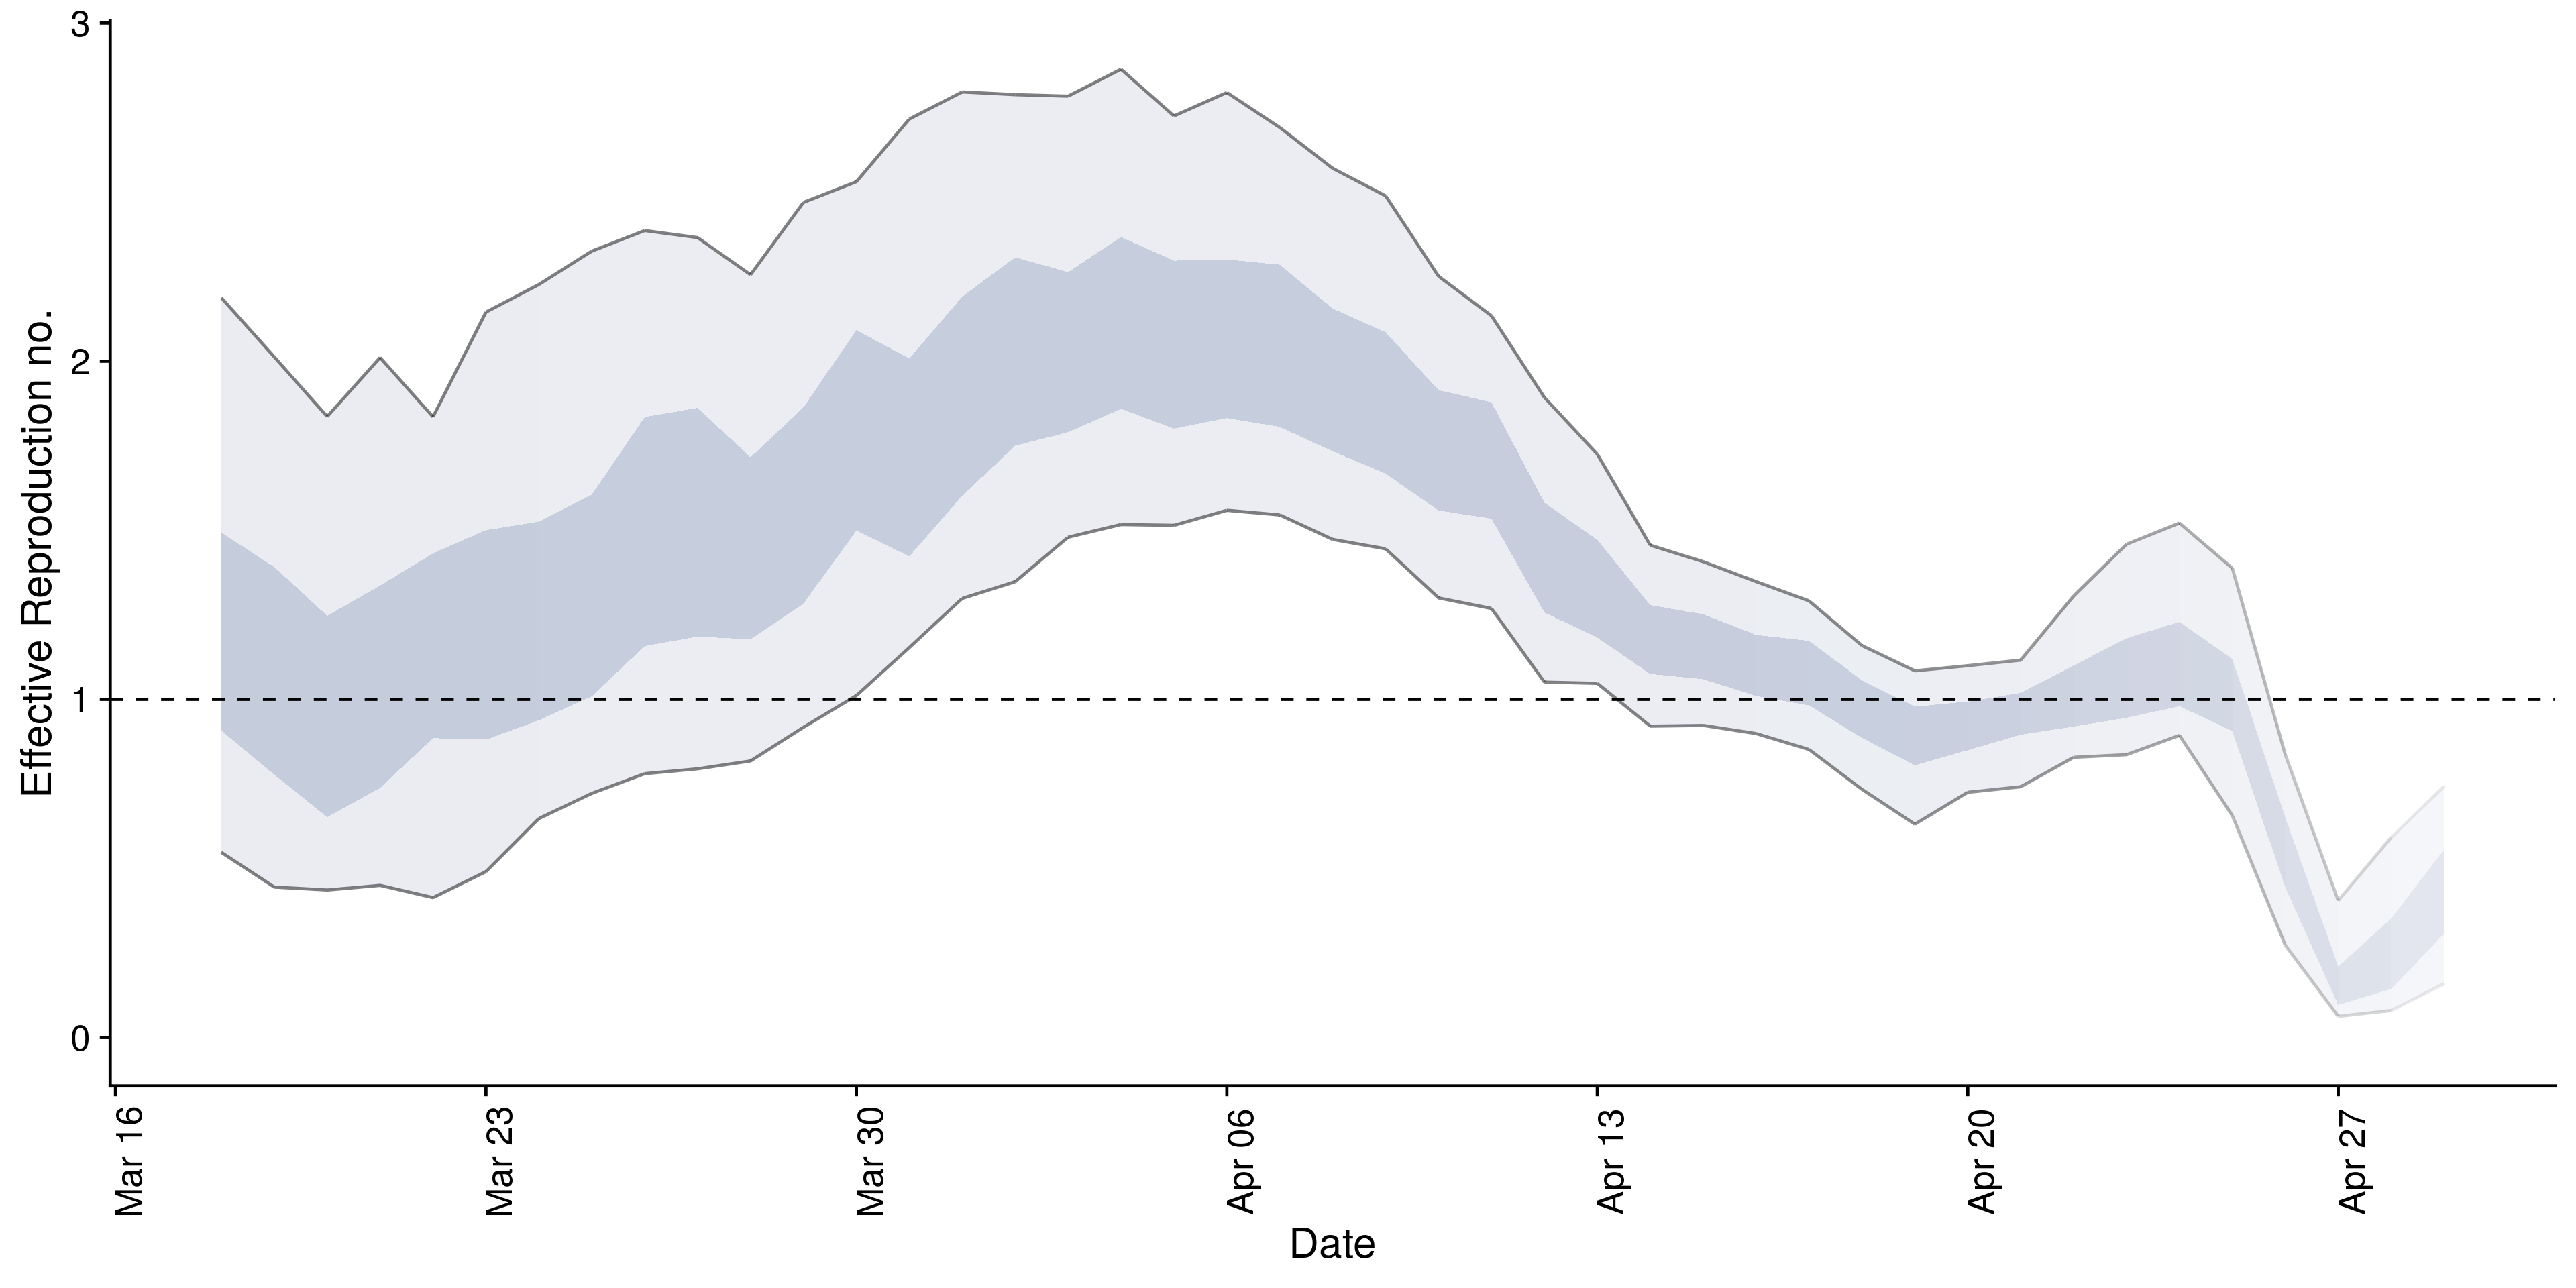 Effective Reproduction no.
3
2
1
0
Mar 16
Mar 23
Mar 30
Apr 06
Apr 13
Apr 20
Apr 27
Date